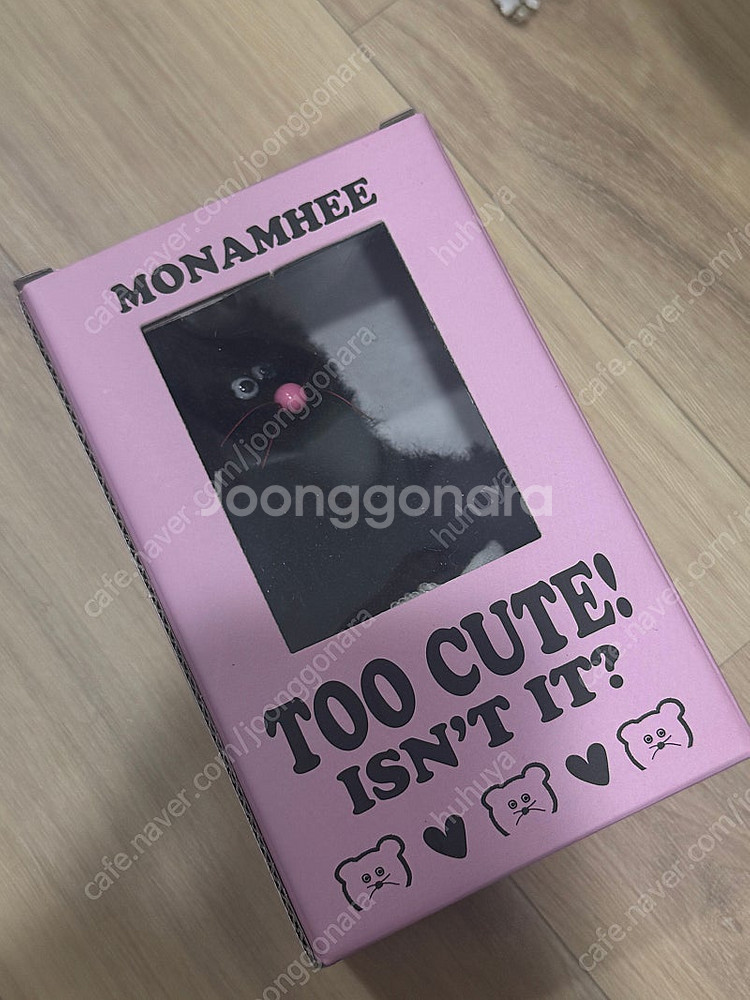 MONAMHEE
TOO CUTE!
ISN'T IT?
Joonggonara
cafe.naver.com/joonggonara
huhuya